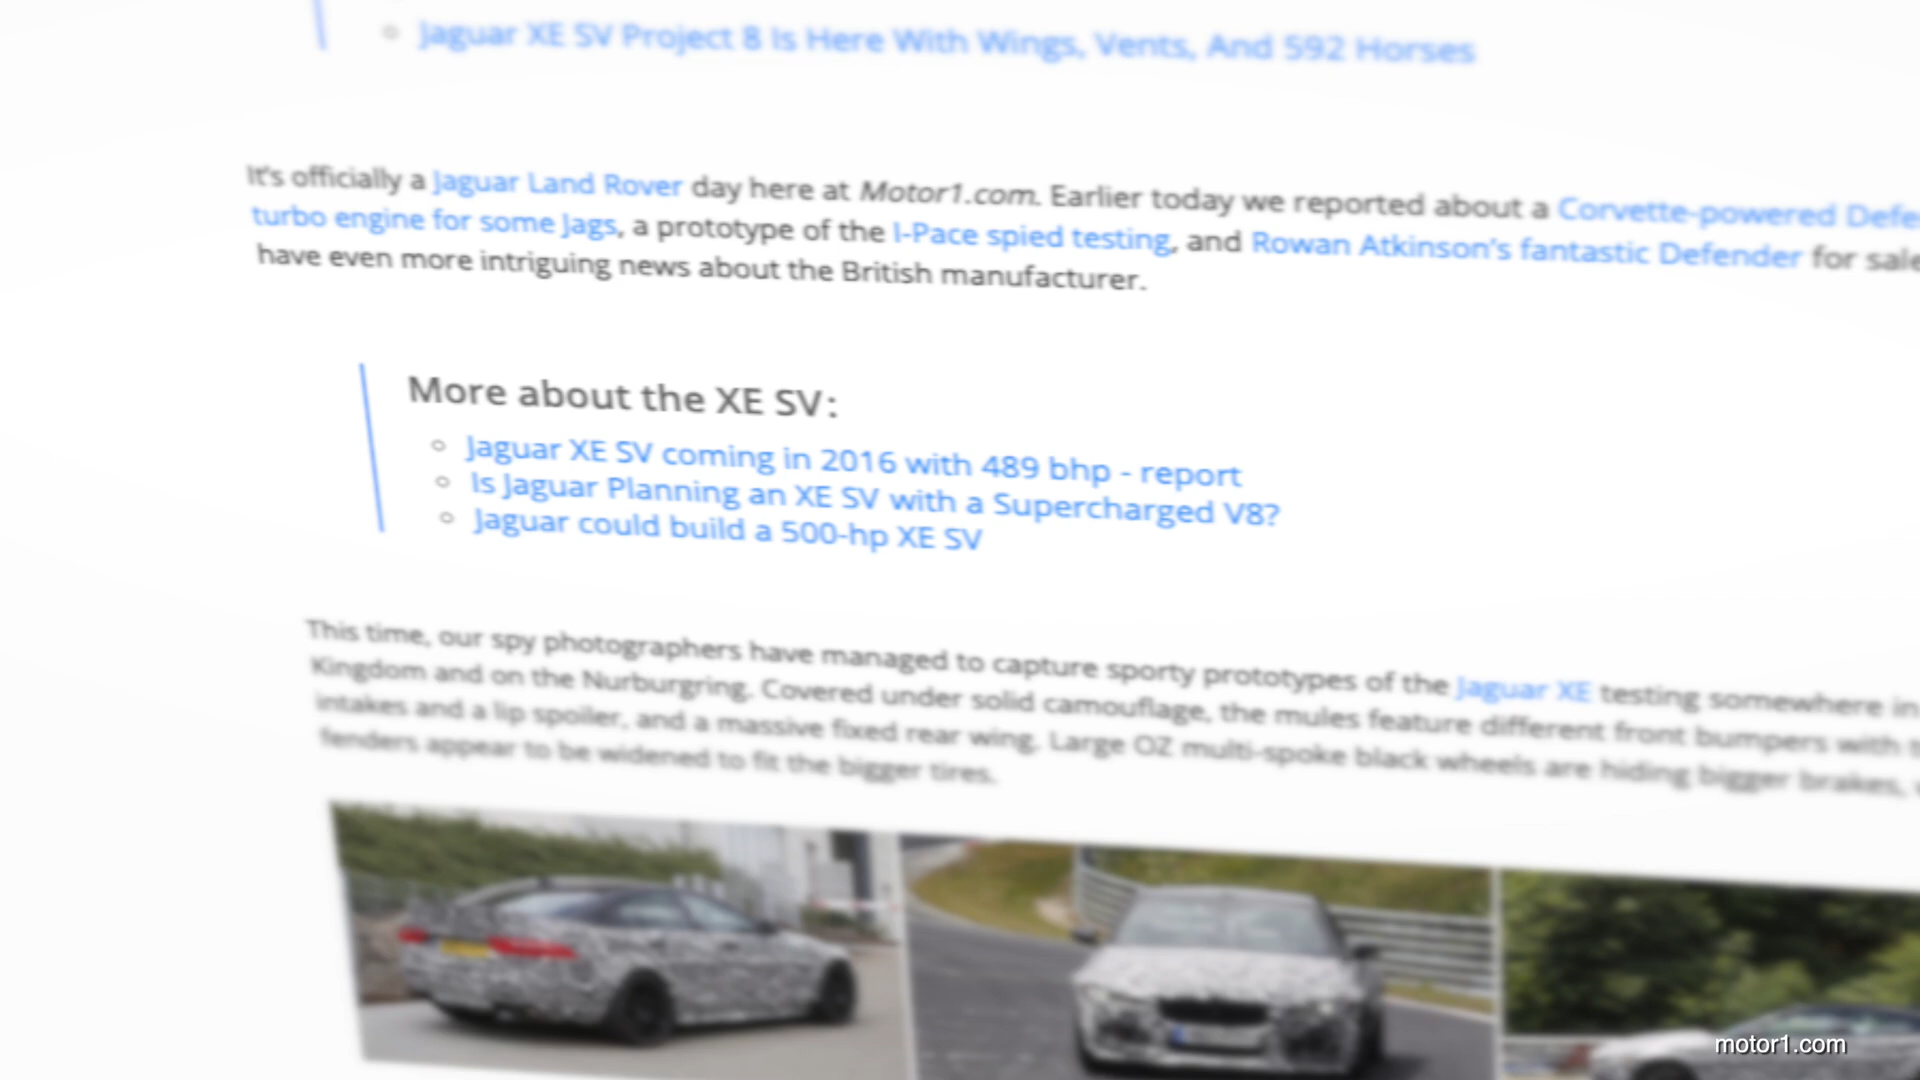 Jaguar XE SV Project 8 Is Here With Wings, Vents, And 592 Horses
It's officially a Jaguar Land Rover day here at Motor1.com. Earlier today we reported about a Corvette-powered
turbo engine for some Jags, a prototype of the I-Pace spied testing, and Rowan Atkinson's fantastic Defender for sale
have even more intriguing news about the British manufacturer.
More about the XE SV:
Jaguar XE SV coming in 2016 with 489 bhp - report
Is Jaguar Planning an XE SV with a Supercharged V8?
Jaguar could build a 500-hp XE SV
This time, our spy photographers have managed to capture sporty prototypes of the Jaguar XE testing somewhere in
Kingdom and on the Nurburgring. Covered under solid camouflage, the mules feature different front bumpers with
intakes and a lip spoiler, and a massive fixed rear wing. Large OZ multi-spoke black wheels are hiding bigger brakes,
fenders appear to be widened to fit the bigger tires.
motor1.com